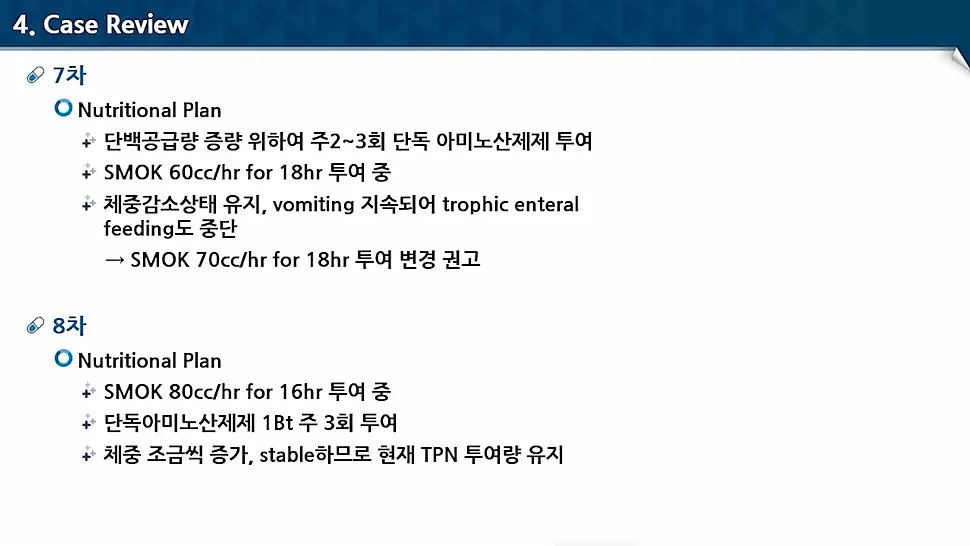 4. Case Review
7차
Nutritional Plan
단백공급량 증량 위하여 주2~3회 단독 아미노산제제 투여
SMOK 60cc/hr for 18hr 투여 중
체중감소상태 유지, vomiting 지속되어 trophic enteral
feeding도 중단
→ SMOK 70cc/hr for 18hr 투여 변경 권고
8차
Nutritional Plan
SMOK 80cc/hr for 16hr 투여 중
단독아미노산제제 1Bt 주 3회 투여
체중 조금씩 증가, stable하므로 현재 TPN 투여량 유지